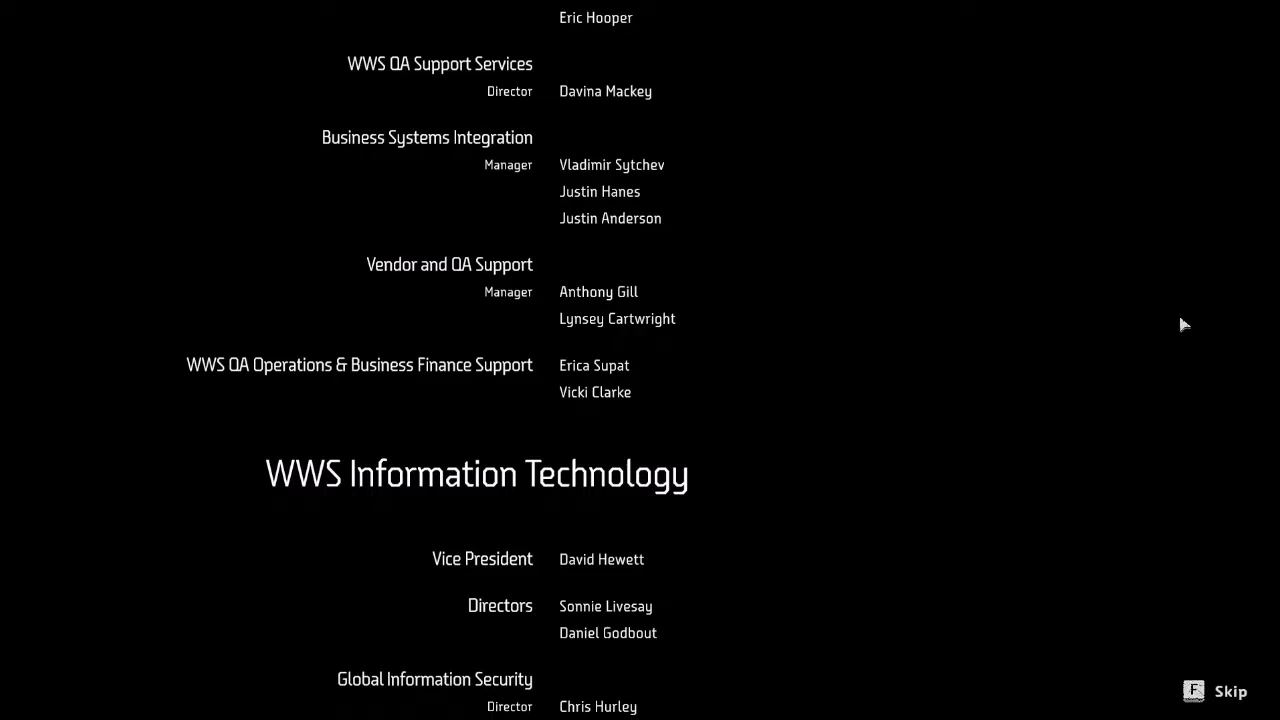 Eric Hooper
WWS QA Support Services
Director Davina Mackey
Business Systems Integration
Manager Vladimir Sytchev
Justin Hanes
Justin Anderson
Vendor and QA Support
Manager Anthony Gill
Lynsey Cartwright
WWS QA Operations & Business Finance Support Erica Supat
Vicki Clarke
WWS Information Technology
Vice President David Hewett
Directors Sonnie Livesay
Daniel Godbout
Global Information Security
Director Chris Hurley
F Skip